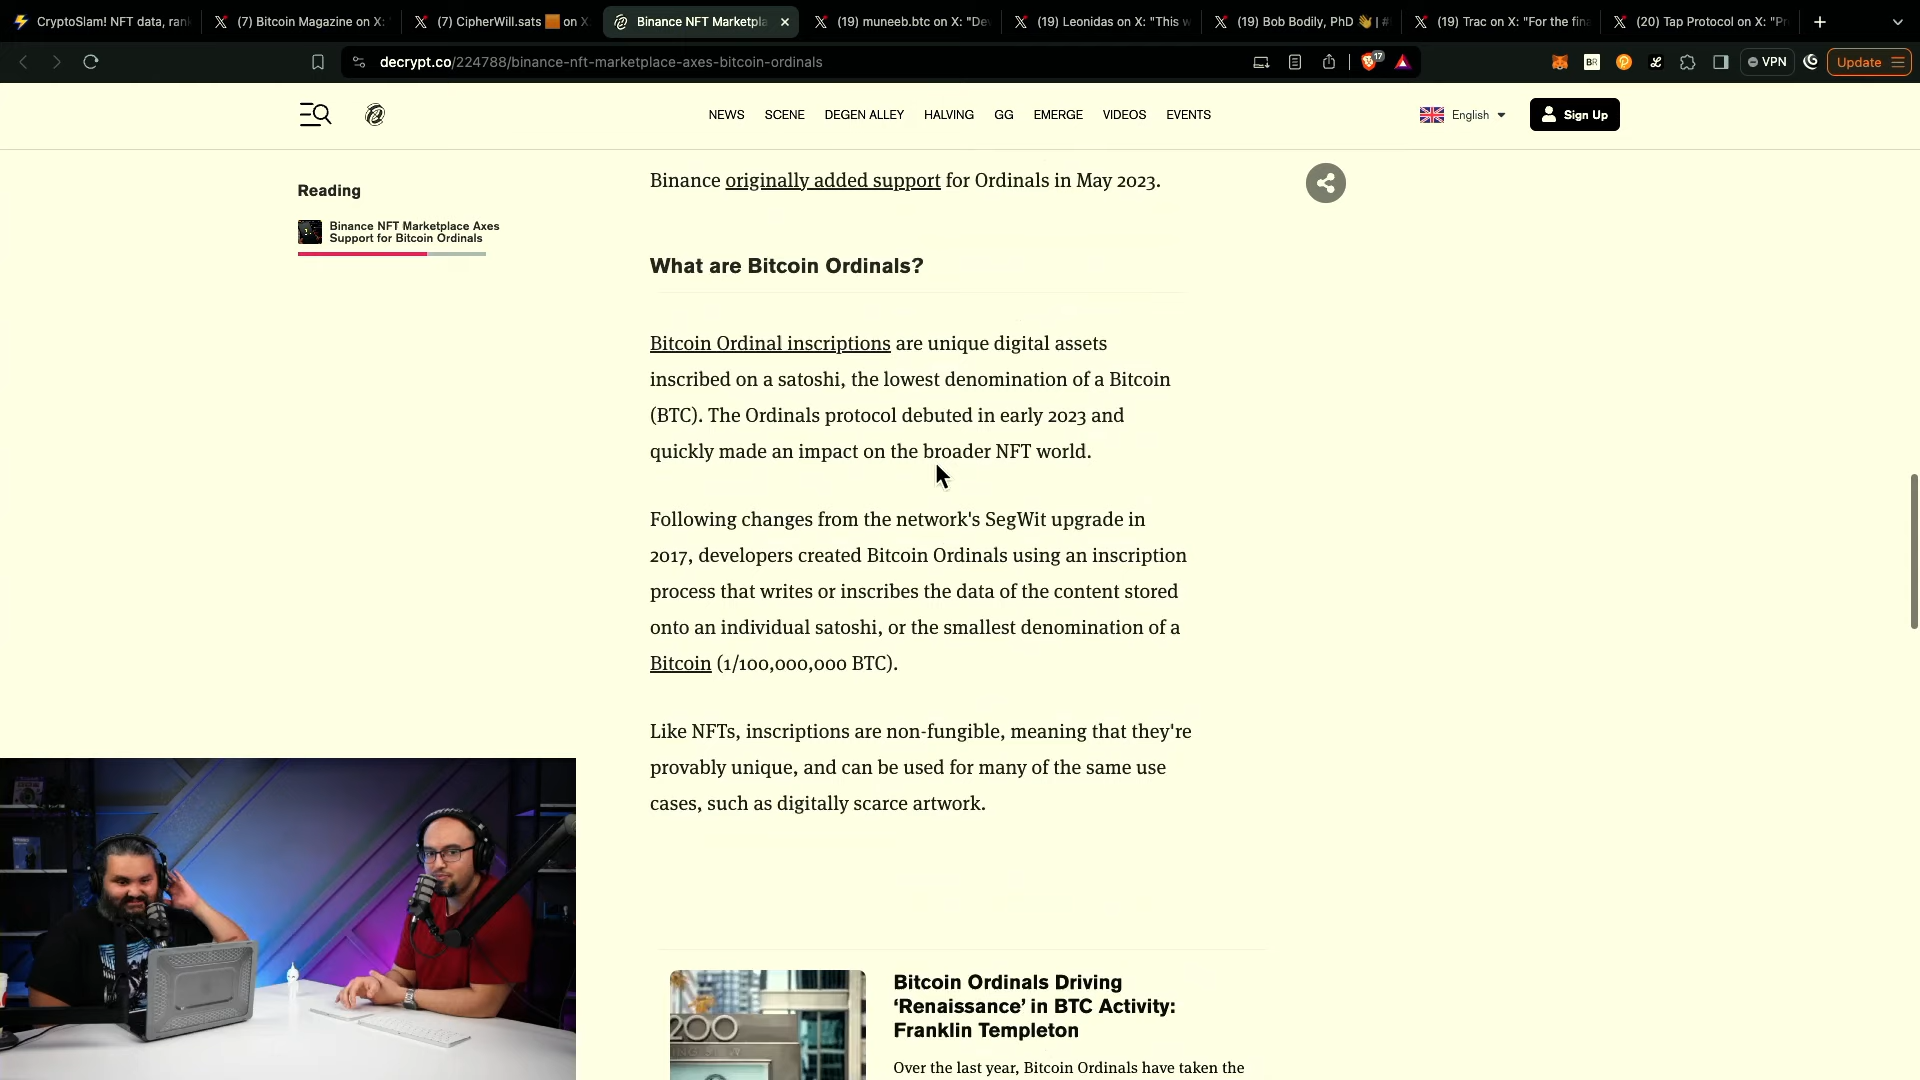 CryptoSlam! NFT data, rank
(7) Bitcoin Magazine on X:
(7) CipherWill.sats 🟧 on X
Binance NFT Marketpla
(19) muneeb.btc on X: "De
(19) Leonidas on X: "This w
(19) Bob Bodily, PhD 👋 | #
(19) Trac on X: "For the fin
(20) Tap Protocol on X: "Pr
decrypt.co/224788/binance-nft-marketplace-axes-bitcoin-ordinals
17
BR
VPN
Update
NEWS SCENE DEGEN ALLEY HALVING GG EMERGE VIDEOS EVENTS
English
Sign Up
Reading
Binance NFT Marketplace Axes
Support for Bitcoin Ordinals
Binance originally added support for Ordinals in May 2023.
What are Bitcoin Ordinals?
Bitcoin Ordinal inscriptions are unique digital assets
inscribed on a satoshi, the lowest denomination of a Bitcoin
(BTC). The Ordinals protocol debuted in early 2023 and
quickly made an impact on the broader NFT world.
Following changes from the network's SegWit upgrade in
2017, developers created Bitcoin Ordinals using an inscription
process that writes or inscribes the data of the content stored
onto an individual satoshi, or the smallest denomination of a
Bitcoin (1/100,000,000 BTC).
Like NFTs, inscriptions are non-fungible, meaning that they're
provably unique, and can be used for many of the same use
cases, such as digitally scarce artwork.
200
Bitcoin Ordinals Driving
‘Renaissance’ in BTC Activity:
Franklin Templeton
Over the last year, Bitcoin Ordinals have taken the